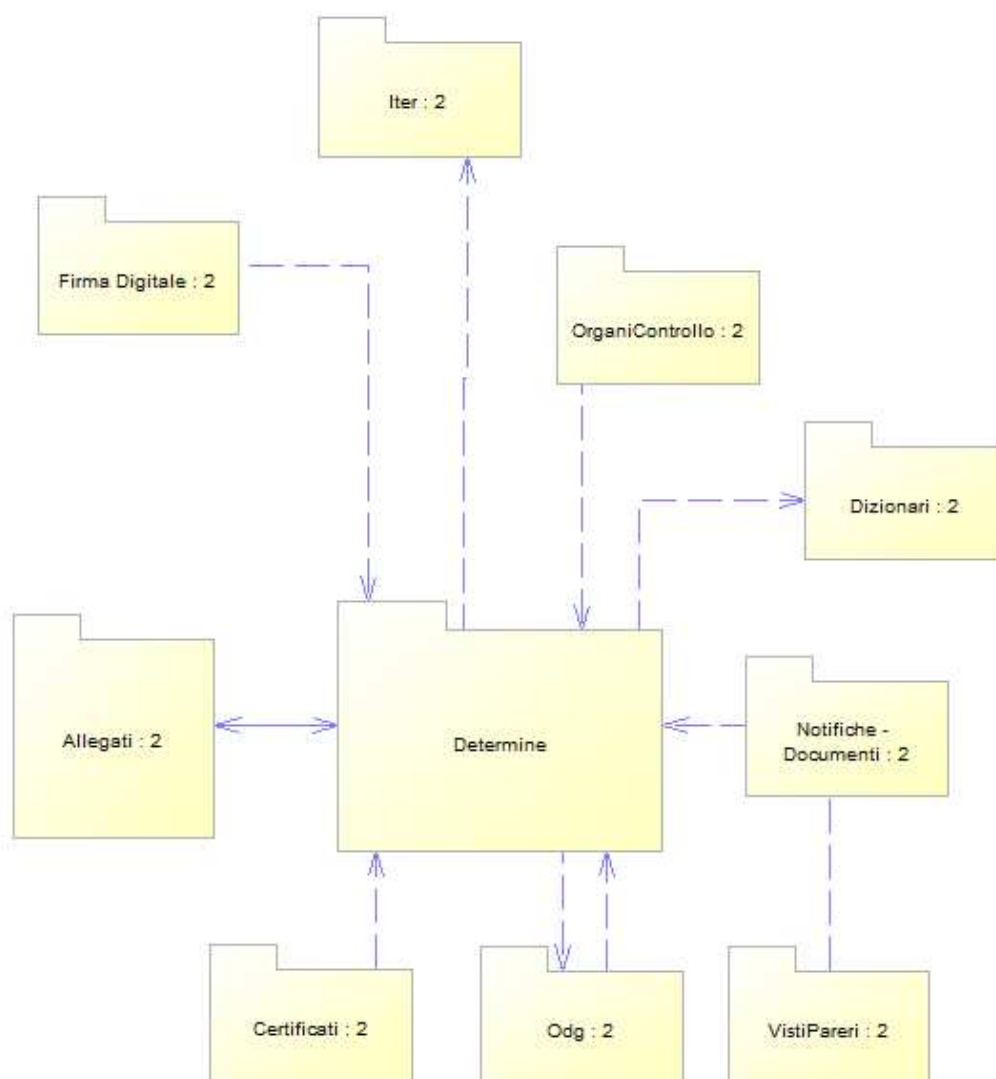 Iter : 2
Firma Digitale : 2
OrganiControllo : 2
Dizionari : 2
Allegati : 2
Determine
Notifiche -
Documenti : 2
Certificati : 2
Odg : 2
VistiPareri : 2